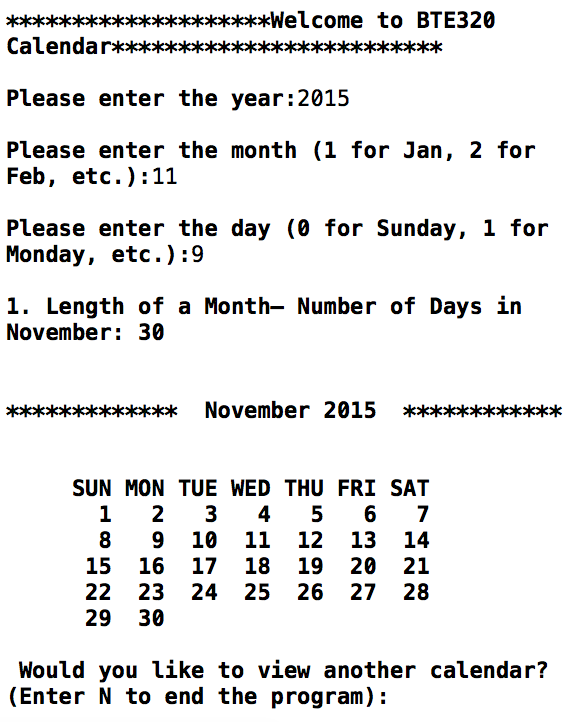 ********************Welcome to BTE320
Calendar*************************
Please enter the year:2015
Please enter the month (1 for Jan, 2 for
Feb, etc.):11
Please enter the day (0 for Sunday, 1 for
Monday, etc.):9
1. Length of a Month— Number of Days in
November: 30
*************  November 2015  ************
SUN MON TUE WED THU FRI SAT
1 2 3 4 5 6 7
8 9 10 11 12 13 14
15 16 17 18 19 20 21
22 23 24 25 26 27 28
29 30
Would you like to view another calendar?
(Enter N to end the program):